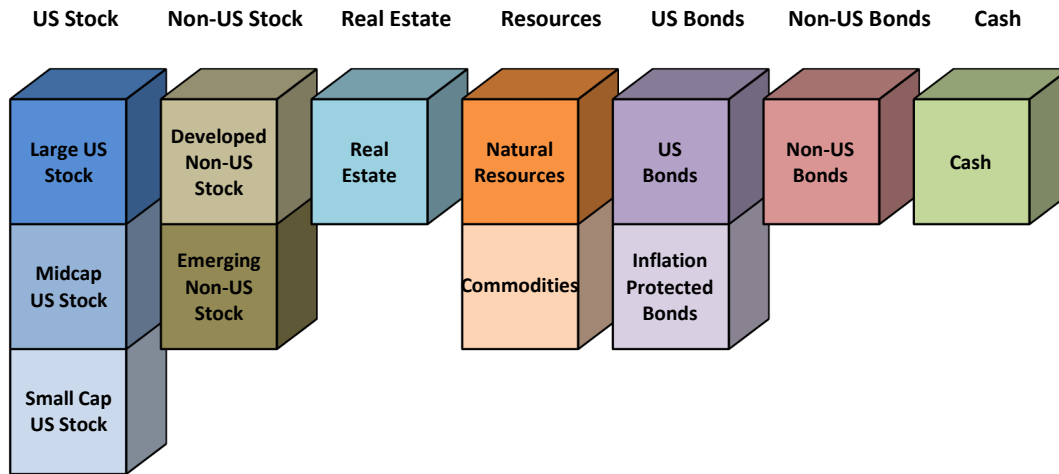 US Stock
Non-US Stock
Real Estate
Resources
US Bonds
Non-US Bonds
Cash
Large US
Stock
Developed
Non-US
Stock
Real
Estate
Natural
Resources
US
Bonds
Non-US
Bonds
Cash
Midcap
US Stock
Emerging
Non-US
Stock
Commodities
Inflation
Protected
Bonds
Small Cap
US Stock